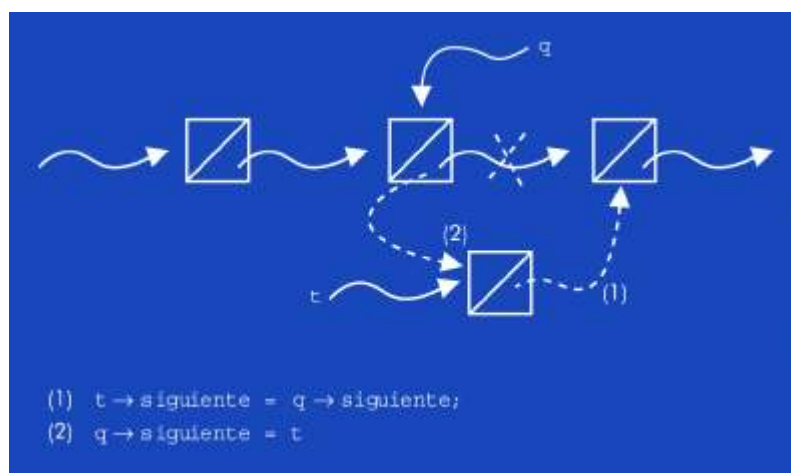 q
(2)
t
(1)
(1) t → siguiente = q → siguiente;
(2) q → siguiente = t